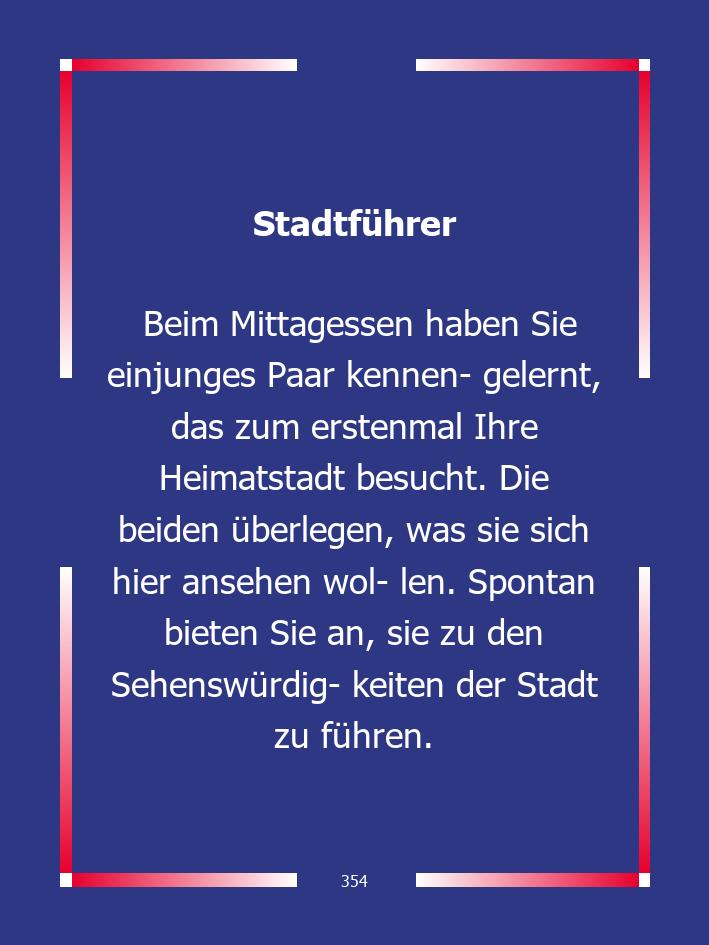 Stadtführer
Beim Mittagessen haben Sie
einjunges Paar kennen- gelernt,
das zum erstenmal Ihre
Heimatstadt besucht. Die
beiden überlegen, was sie sich
hier ansehen wol- len. Spontan
bieten Sie an, sie zu den
Sehenswürdig- keiten der Stadt
zu führen.
354